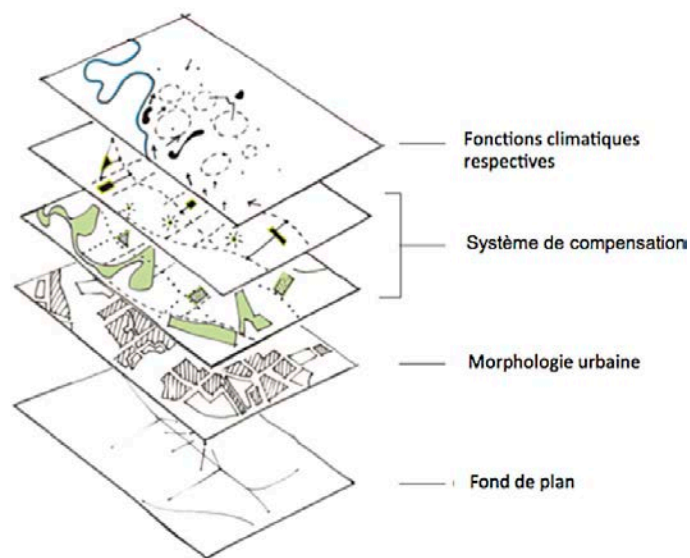 Fonctions climatiques
respectives
Système de compensation
Morphologie urbaine
Fond de plan